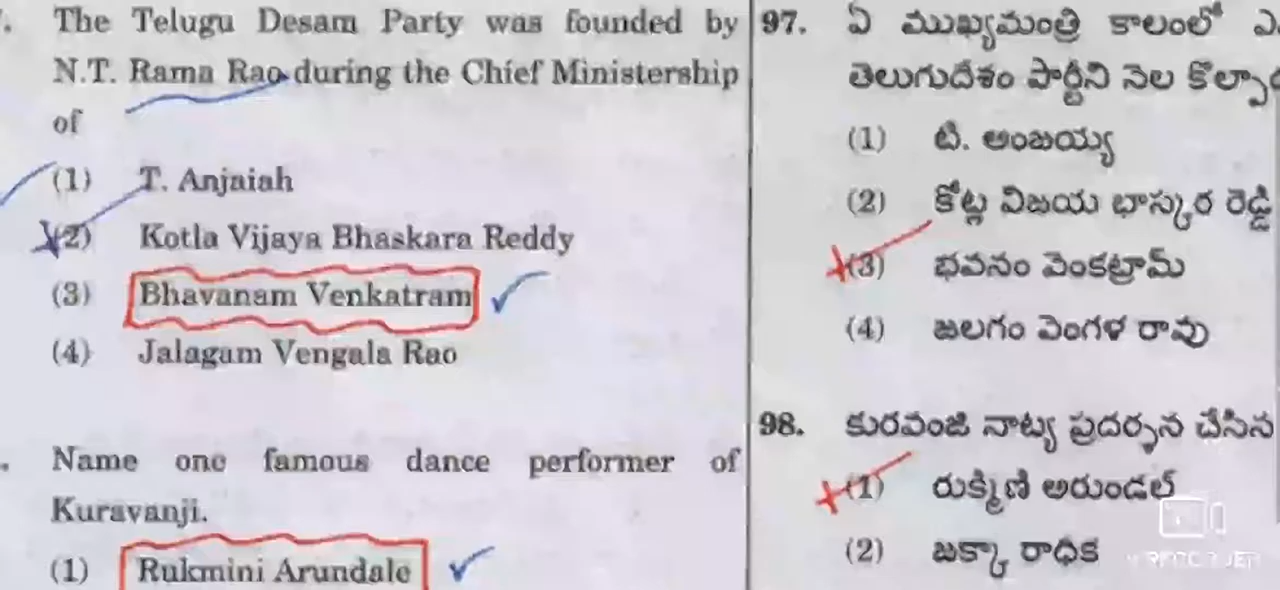 The Telugu Desam Party was founded by
N.T. Rama Rao during the Chief Ministership
of
(1) T. Anjaiah
(2) Kotla Vijaya Bhaskara Reddy
(3) Bhavanam Venkatram
(4) Jalagam Vengala Rao
Name one famous dance performer of
Kuravanji.
(1) Rukmini Arundale
97. ఏ ముఖ్యమంత్రి కాలంలో ఎ
తెలుగుదేశం పార్టీని నెల కొల్పా
(1) టి. అంజయ్య
(2) కోట్ల విజయ భాస్కర రెడ్డి
(3) భవనం వెంకట్రామ్
(4) జలగం వెంగళ రావు
98. కురవంజి నాట్య ప్రదర్శన చేసిన
(1) రుక్మిణి అరుండల్
(2) జక్కా రాధిక